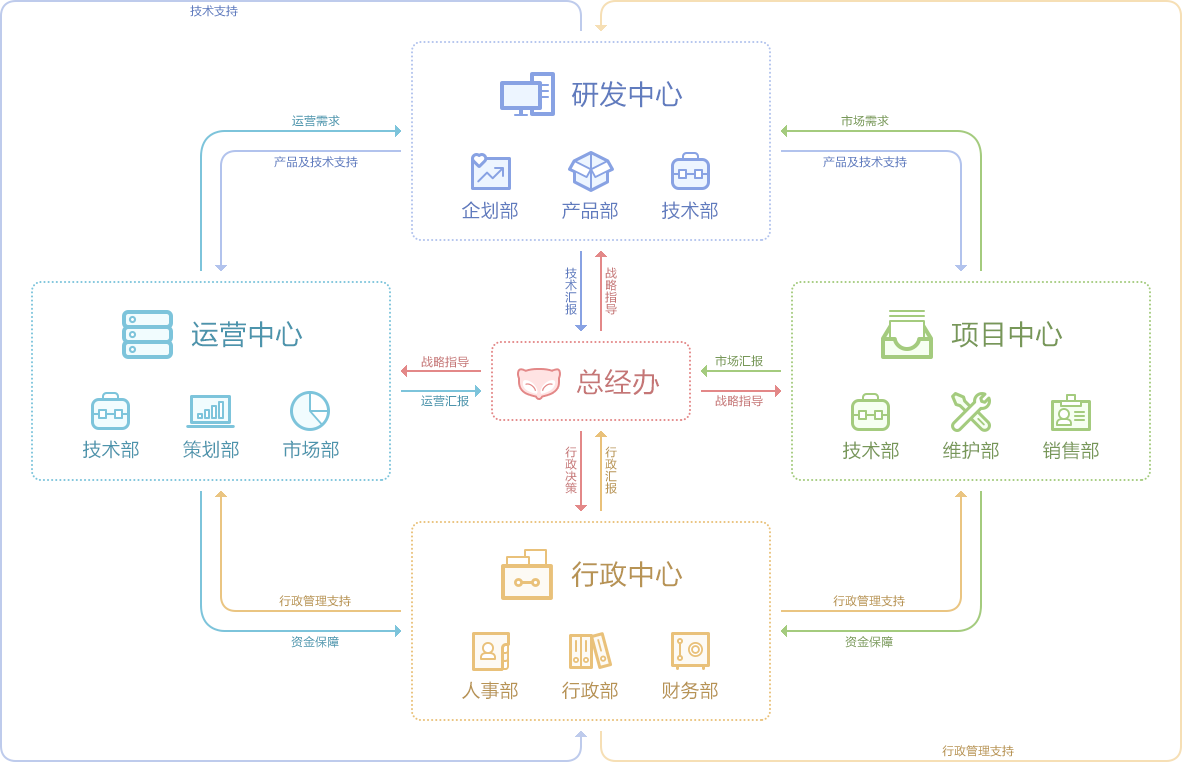 技术支持
研发中心
运营需求
市场需求
产品及技术支持
产品及技术支持
企划部
产品部
技术部
技术汇报
战略指导
运营中心
项目中心
战略指导
市场汇报
总经办
运营汇报
战略指导
技术部
策划部
市场部
技术部
维护部
销售部
行政决策
行政汇报
行政中心
行政管理支持
行政管理支持
资金保障
资金保障
人事部
行政部
财务部
行政管理支持